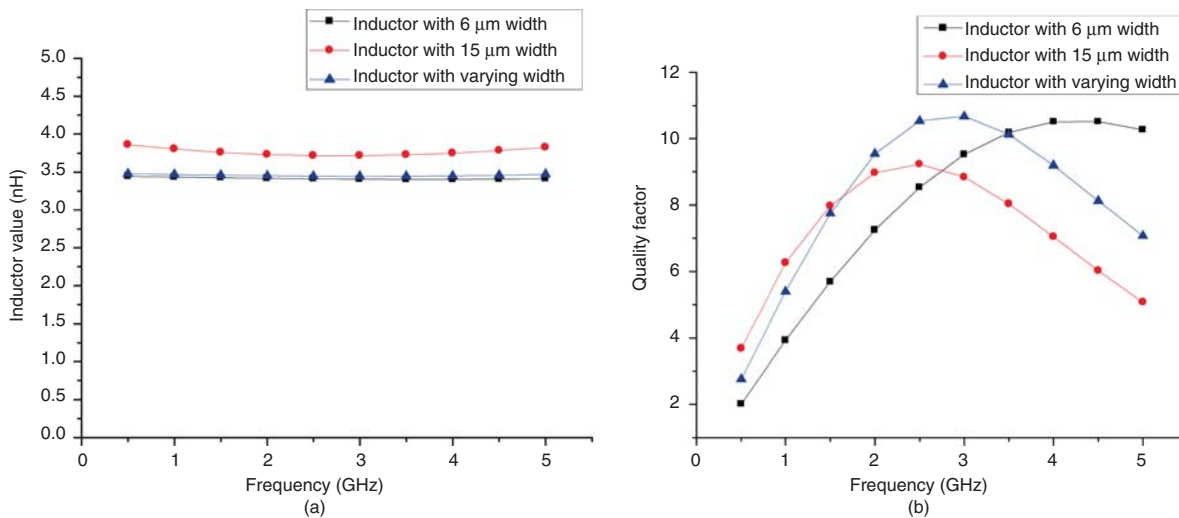 Inductor with 6 μm width
Inductor with 15 μm width
Inductor with varying width
5.0
4.5
4.0
3.5
3.0
2.5
2.0
1.5
1.0
0.5
0.0
Inductor value (nH)
0 1 2 3 4 5
Frequency (GHz)
(a)
Inductor with 6 μm width
Inductor with 15 μm width
Inductor with varying width
12
10
8
6
4
2
Quality factor
0 1 2 3 4 5
Frequency (GHz)
(b)